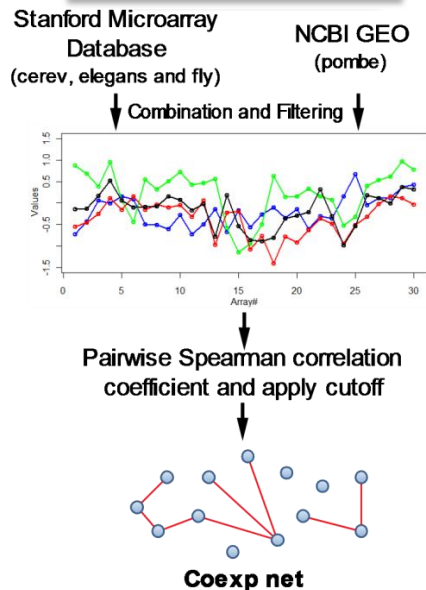 Stanford Microarray
Database
(cerev, elegans and fly)
NCBI GEO
(pombe)
Combination and Filtering
1.5
1.0
0.5
-0.5
-1.5
Values
0
5
10
15
20
25
30
Array#
Pairwise Spearman correlation
coefficient and apply cutoff
Coexp net